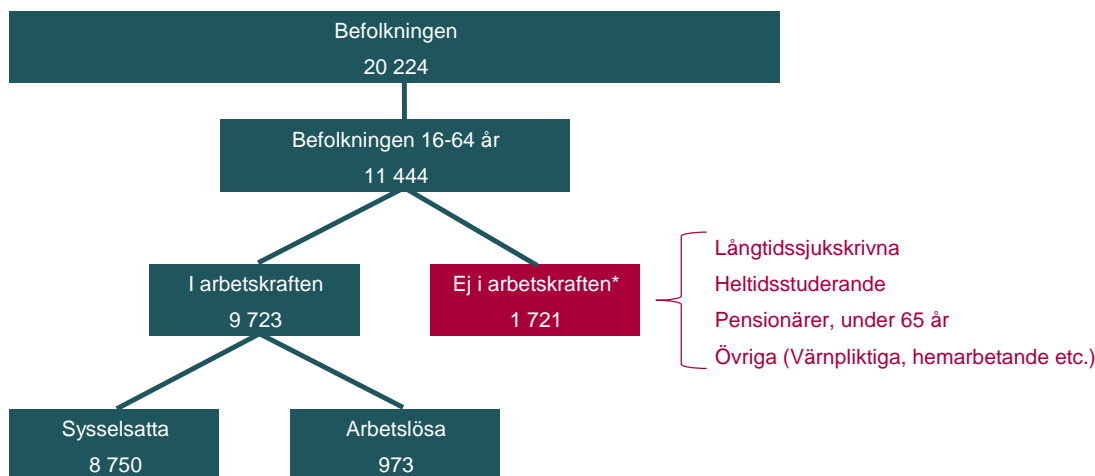 Befolkningen
20 224
Befolkningen 16-64 år
11 444
I arbetskraften
9 723
Ej i arbetskraften*
1 721
Långtidssjukskrivna
Heltidsstuderande
Pensionärer, under 65 år
Övriga (Värnpliktiga, hemarbetande etc.)
Sysselsatta
8 750
Arbetslösa
973